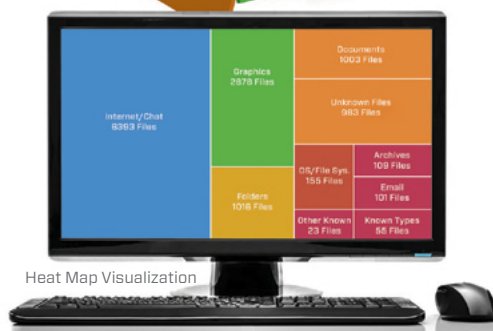 Internet/Chat
6393 Files
Graphics
2878 Files
Folders
1016 Files
Documents
1003 Files
Unknown Files
983 Files
OS/File Sys.
155 Files
Archives
109 Files
Email
101 Files
Other Known
23 Files
Known Types
55 Files
Heat Map Visualization